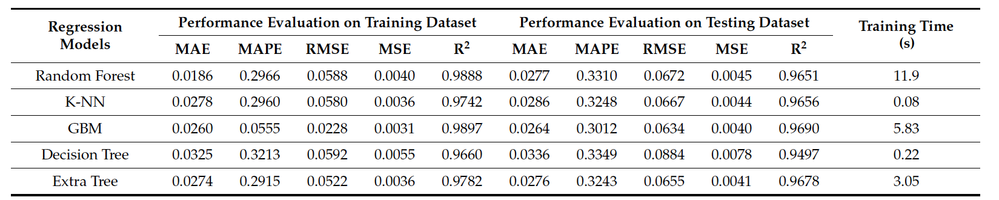 Regression Models Performance Evaluation on Training Dataset Performance Evaluation on Testing Dataset Training Time (s)
MAE MAPE RMSE MSE R² MAE MAPE RMSE MSE R²
Random Forest 0.0186 0.2966 0.0588 0.0040 0.9888 0.0277 0.3310 0.0672 0.0045 0.9651 11.9
K-NN 0.0278 0.2960 0.0580 0.0036 0.9742 0.0286 0.3248 0.0667 0.0044 0.9656 0.08
GBM 0.0260 0.0555 0.0228 0.0031 0.9897 0.0264 0.3012 0.0634 0.0040 0.9690 5.83
Decision Tree 0.0325 0.3213 0.0592 0.0055 0.9660 0.0336 0.3349 0.0884 0.0078 0.9497 0.22
Extra Tree 0.0274 0.2915 0.0522 0.0036 0.9782 0.0276 0.3243 0.0655 0.0041 0.9678 3.05